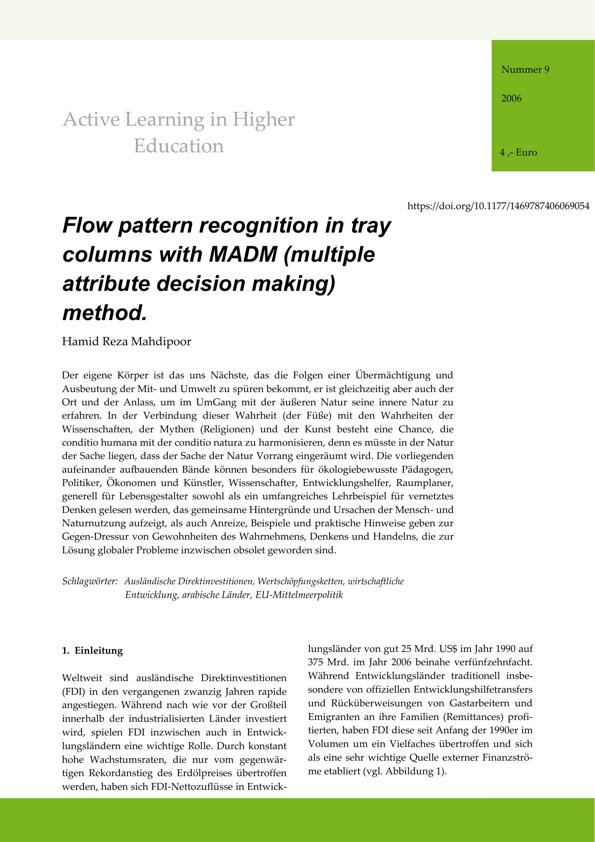 Nummer 9
2006
4 ,- Euro
Active Learning in Higher
Education
https://doi.org/10.1177/1469787406069054
Flow pattern recognition in tray
columns with MADM (multiple
attribute decision making)
method.
Hamid Reza Mahdipoor
Der eigene Körper ist das uns Nächste, das die Folgen einer Übermächtigung und
Ausbeutung der Mit- und Umwelt zu spüren bekommt, er ist gleichzeitig aber auch der
Ort und der Anlass, um im UmGang mit der äußeren Natur seine innere Natur zu
erfahren. In der Verbindung dieser Wahrheit (der Füße) mit den Wahrheiten der
Wissenschaften, der Mythen (Religionen) und der Kunst besteht eine Chance, die
conditio humana mit der conditio natura zu harmonisieren, denn es müsste in der Natur
der Sache liegen, dass der Sache der Natur Vorrang eingeräumt wird. Die vorliegenden
aufeinander aufbauenden Bände können besonders für ökologiebewusste Pädagogen,
Politiker, Ökonomen und Künstler, Wissenschafter, Entwicklungshelfer, Raumplaner,
generell für Lebensgestalter sowohl als ein umfangreiches Lehrbeispiel für vernetztes
Denken gelesen werden, das gemeinsame Hintergründe und Ursachen der Mensch- und
Naturnutzung aufzeigt, als auch Anreize, Beispiele und praktische Hinweise geben zur
Gegen-Dressur von Gewohnheiten des Wahrnehmens, Denkens und Handelns, die zur
Lösung globaler Probleme inzwischen obsolet geworden sind.
Schlagwörter: Ausländische Direktinvestitionen, Wertschöpfungsketten, wirtschaftliche
Entwicklung, arabische Länder, EU-Mittelmeerpolitik
1. Einleitung
Weltweit sind ausländische Direktinvestitionen
(FDI) in den vergangenen zwanzig Jahren rapide
angestiegen. Während nach wie vor der Großteil
innerhalb der industrialisierten Länder investiert
wird, spielen FDI inzwischen auch in Entwick-
lungsländern eine wichtige Rolle. Durch konstant
hohe Wachstumsraten, die nur vom gegenwär-
tigen Rekordanstieg des Erdölpreises übertroffen
werden, haben sich FDI-Nettozuflüsse in Entwick-
lungsländer von gut 25 Mrd. US$ im Jahr 1990 auf
375 Mrd. im Jahr 2006 beinahe verfünfzehnfacht.
Während Entwicklungsländer traditionell insbe-
sondere von offiziellen Entwicklungshilfetransfers
und Rücküberweisungen von Gastarbeitern und
Emigranten an ihre Familien (Remittances) profi-
tierten, haben FDI diese seit Anfang der 1990er im
Volumen um ein Vielfaches übertroffen und sich
als eine sehr wichtige Quelle externer Finanzströ-
me etabliert (vgl. Abbildung 1).